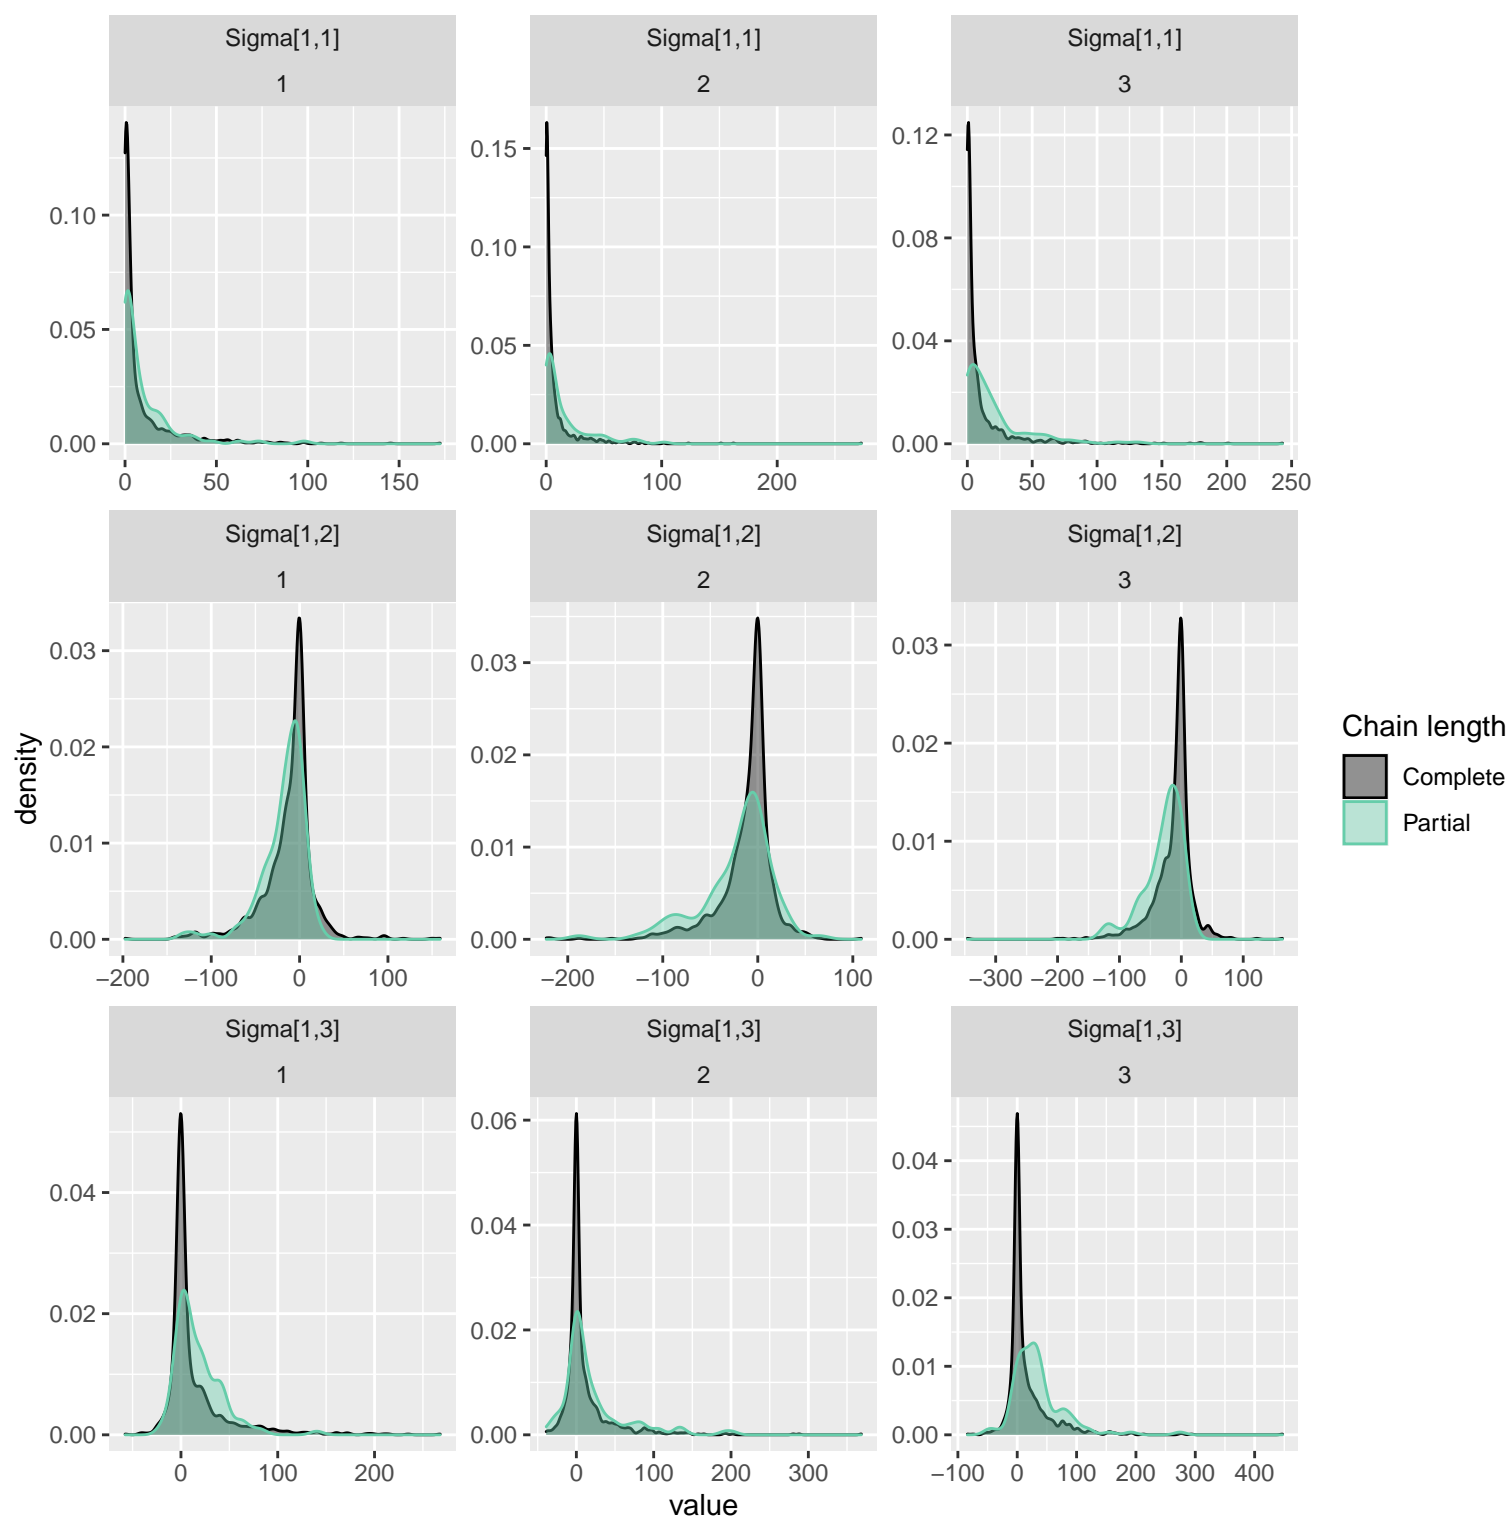 Sigma[1,1] Sigma[1,1] Sigma[1,1]
1 2 3
0.10
0.05
0.00
0 50 100 150
0.15
0.10
0.05
0.00
0 100 200
0.12
0.08
0.04
0.00
0 50 100 150 200 250
Sigma[1,2] Sigma[1,2] Sigma[1,2]
1 2 3
0.03
0.02
0.01
0.00
−200 −100 0 100
0.03
0.02
0.01
0.00
−200 −100 0 100
0.03
0.02
0.01
0.00
−300 −200 −100 0 100
density
Chain length
Complete
Partial
Sigma[1,3] Sigma[1,3] Sigma[1,3]
1 2 3
0.04
0.02
0.00
0 100 200
0.06
0.04
0.02
0.00
0 100 200 300
0.04
0.03
0.02
0.01
0.00
−100 0 100 200 300 400
value